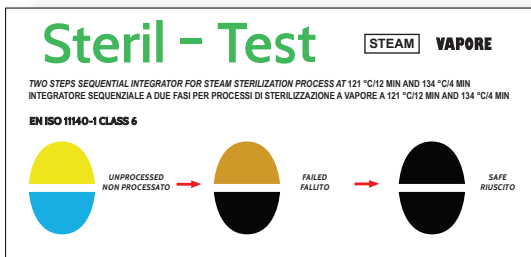 Steril - Test STEAM VAPORE
TWO STEPS SEQUENTIAL INTEGRATOR FOR STEAM STERILIZATION PROCESS AT 121 °C/12 MIN AND 134 °C/4 MIN
INTEGRATORE SEQUENZIALE A DUE FASI PER PROCESSI DI STERILIZZAZIONE A VAPORE A 121 °C/12 MIN AND 134 °C/4 MIN
EN ISO 11140-1 CLASS 6
UNPROCESSED
NON PROCESSATO
FAILED
FALLITO
SAFE
RIUSCITO